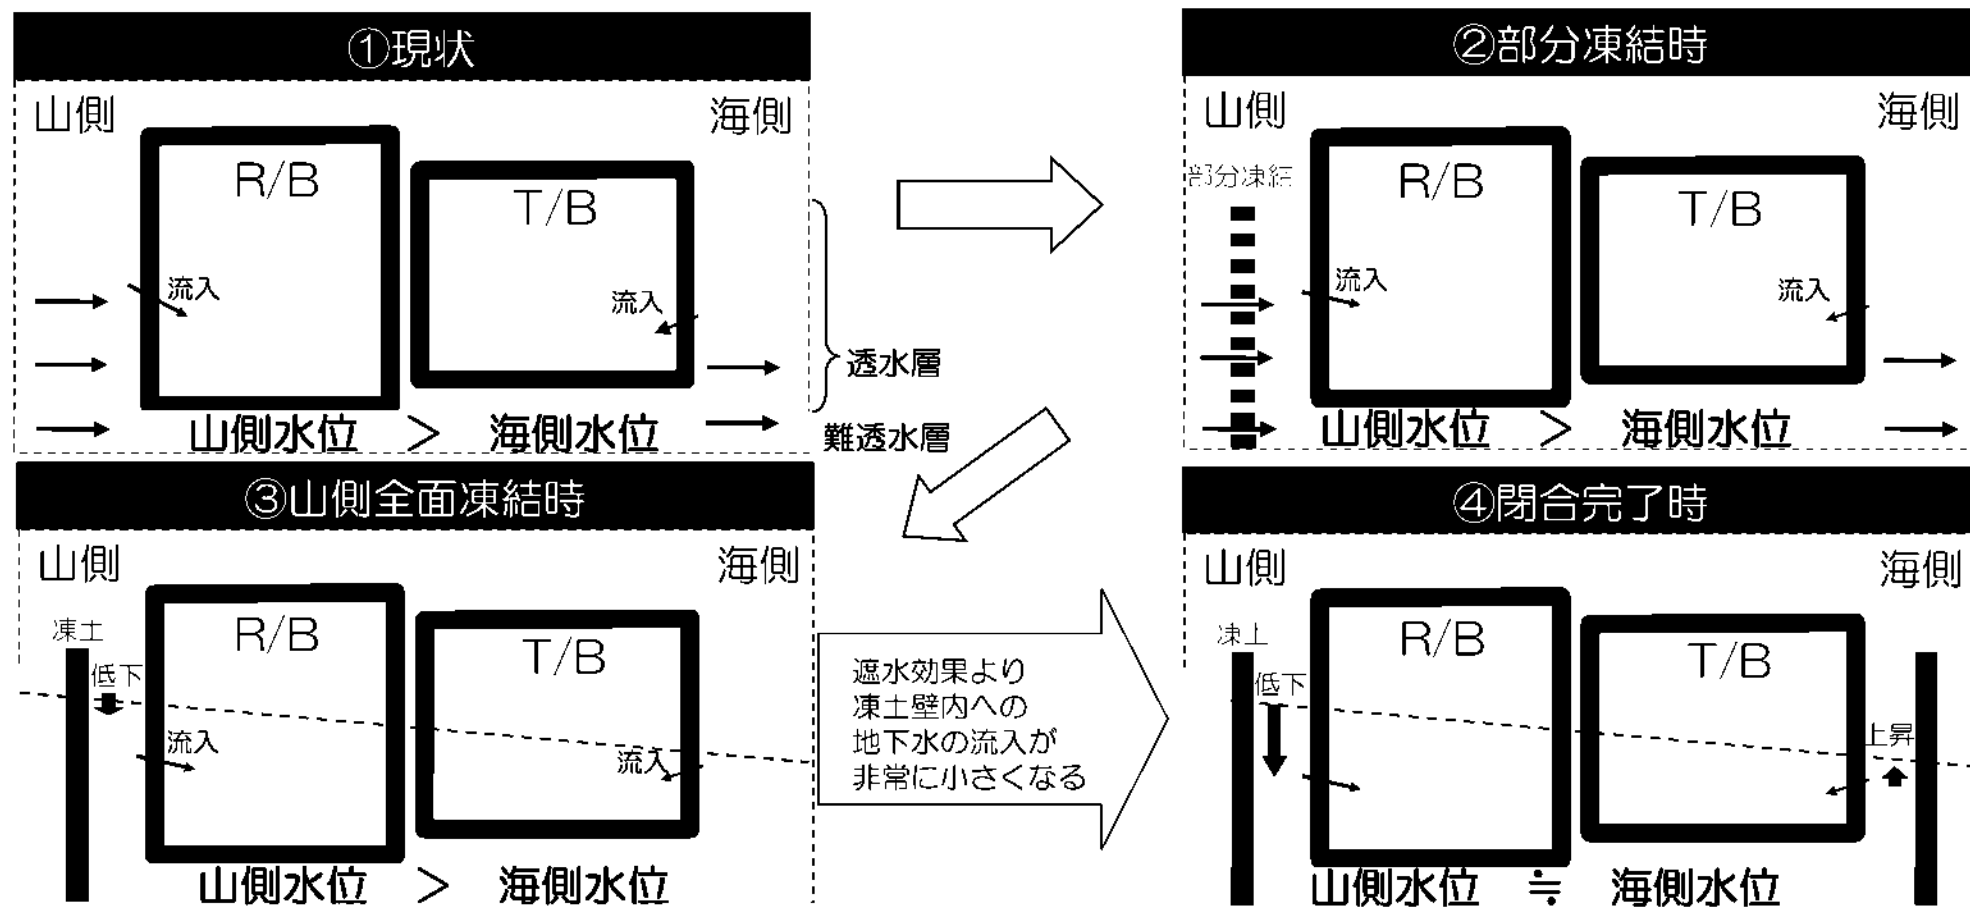 ①現状
山側
海側
R/B
T/B
流入
流入
透水層
難透水層
山側水位 > 海側水位
②部分凍結時
山側
海側
部分凍結
R/B
T/B
流入
流入
山側水位 > 海側水位
③山側全面凍結時
山側
海側
凍土
低下
R/B
T/B
流入
流入
山側水位 > 海側水位
遮水効果より
凍土壁内への
地下水の流入が
非常に小さくなる
④閉合完了時
山側
海側
凍土
低下
R/B
T/B
上昇
山側水位 ≒ 海側水位